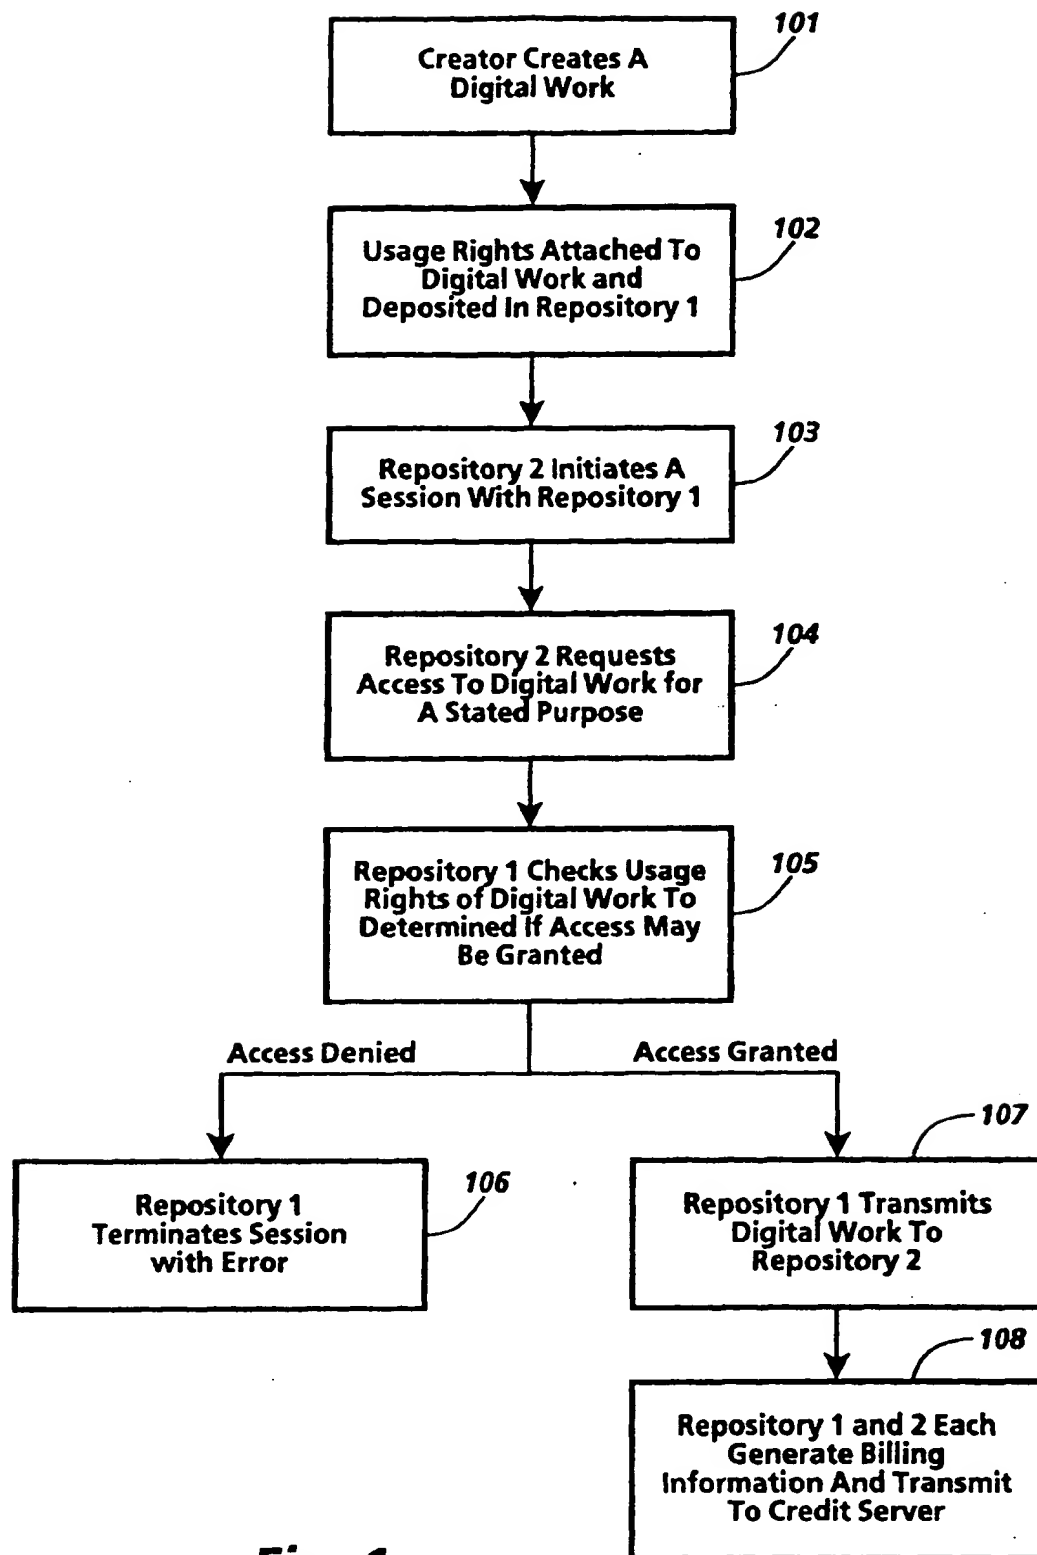 101
Creator Creates A
Digital Work
102
Usage Rights Attached To
Digital Work and
Deposited In Repository 1
103
Repository 2 Initiates A
Session With Repository 1
104
Repository 2 Requests
Access To Digital Work for
A Stated Purpose
105
Repository 1 Checks Usage
Rights of Digital Work To
Determined If Access May
Be Granted
Access Denied
Access Granted
106
Repository 1
Terminates Session
with Error
107
Repository 1 Transmits
Digital Work To
Repository 2
108
Repository 1 and 2 Each
Generate Billing
Information And Transmit
To Credit Server